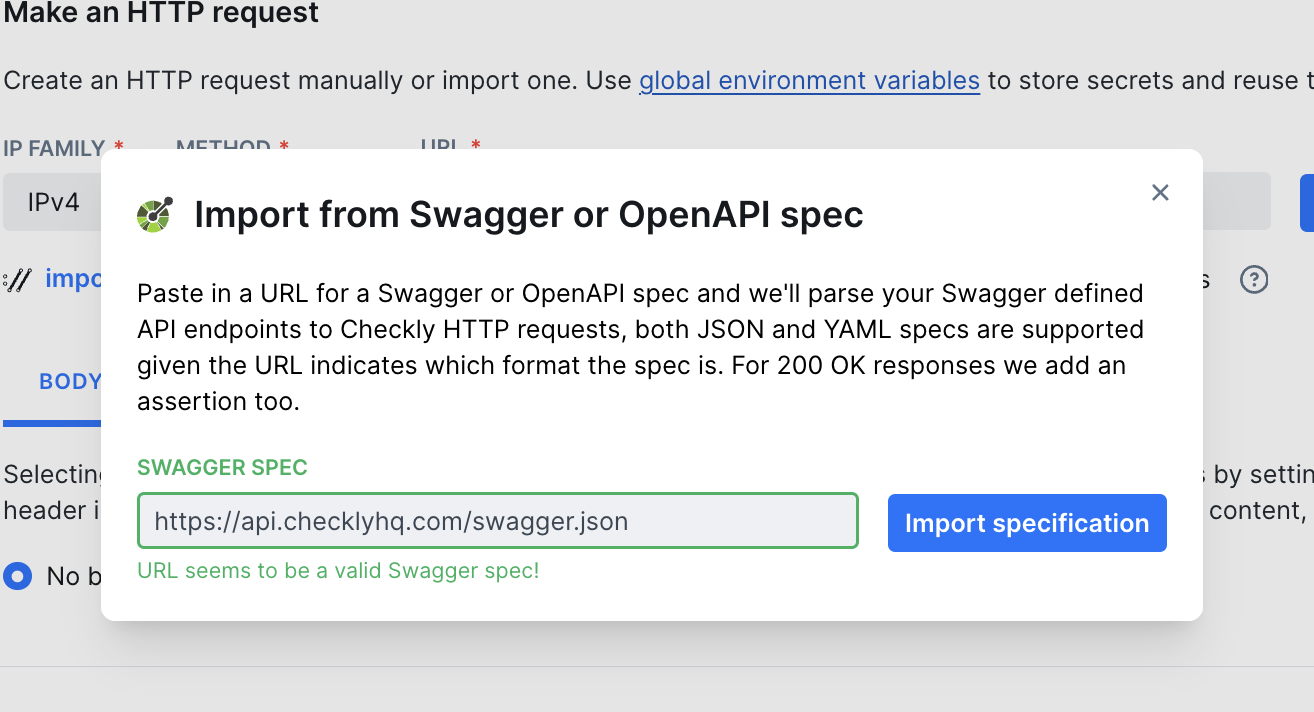 Make an HTTP request
Create an HTTP request manually or import one. Use global environment variables to store secrets and reuse t
IP FAMILY * METHOD * URL *
IPv4
Import from Swagger or OpenAPI spec
impo
s
Paste in a URL for a Swagger or OpenAPI spec and we'll parse your Swagger defined
API endpoints to Checkly HTTP requests, both JSON and YAML specs are supported
given the URL indicates which format the spec is. For 200 OK responses we add an
assertion too.
BODY
SWAGGER SPEC
Selecting
s by settin
header i
content,
https://api.checklyhq.com/swagger.json
Import specification
URL seems to be a valid Swagger spec!
No b